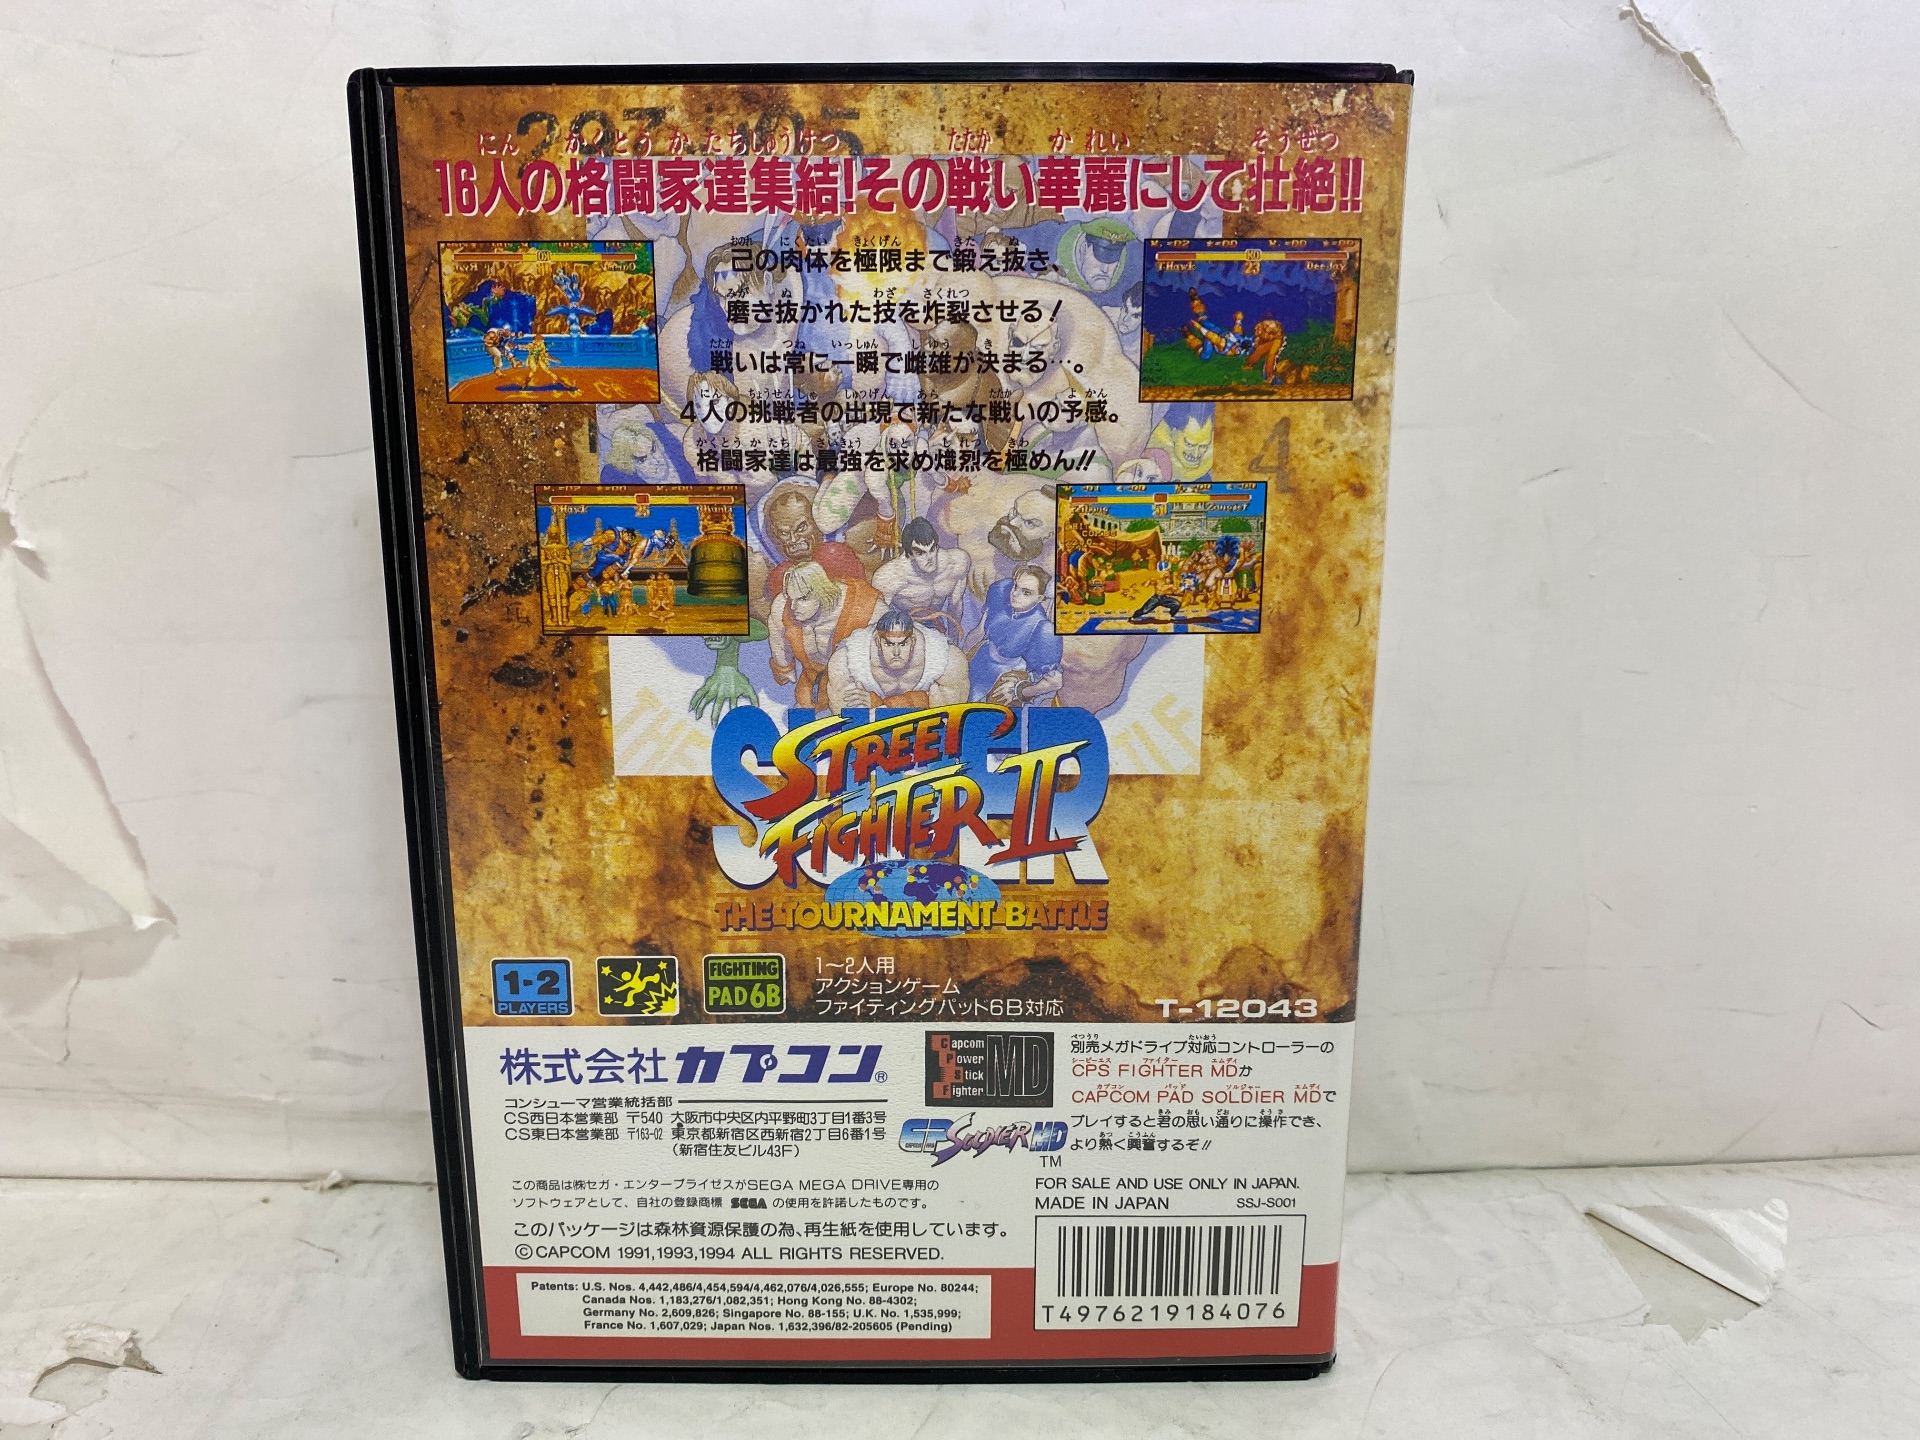 16人の格闘家達集結!その戦い華麗にして壮絶!!
己の肉体を極限まで鍛え抜き、
磨き抜かれた技を炸裂させる!
戦いは常に一瞬で雌雄が決まる…。
4人の挑戦者の出現で新たな戦いの予感。
格闘家達は最強を求め熾烈を極めん!!
SUPER
STREET
FIGHTER II
THE TOURNAMENT BATTLE
1-2
PLAYERS
FIGHTING
PAD 6B
1〜2人用
アクションゲーム
ファイティングパッド6B対応
T-12043
株式会社 カプコン®
コンシューマ営業統括部
CS西日本営業部 〒540 大阪市中央区内平野町3丁目1番3号
CS東日本営業部 〒163-02 東京都新宿区西新宿2丁目6番1号
(新宿住友ビル43F)
Capcom
Power
Stick
Fighter
MD
SOLDIER MD
TM
別売メガドライブ対応コントローラーの
CPS FIGHTER MDか
CAPCOM PAD SOLDIER MDで
プレイすると君の思い通りに操作でき、
より熱く興奮するぞ!!
この商品は㈱セガ・エンタープライゼスがSEGA MEGA DRIVE専用の
ソフトウェアとして、自社の登録商標 SEGA の使用を許諾したものです。
このパッケージは森林資源保護の為、再生紙を使用しています。
©CAPCOM 1991,1993,1994 ALL RIGHTS RESERVED.
FOR SALE AND USE ONLY IN JAPAN.
MADE IN JAPAN SSJ-S001
Patents: U.S. Nos. 4,442,486/4,454,594/4,462,076/4,026,555; Europe No. 80244;
Canada Nos. 1,183,276/1,082,351; Hong Kong No. 88-4302;
Germany No. 2,609,826; Singapore No. 88-155; U.K. No. 1,535,999;
France No. 1,607,029; Japan Nos. 1,632,396/82-205605 (Pending)
T4976219184076